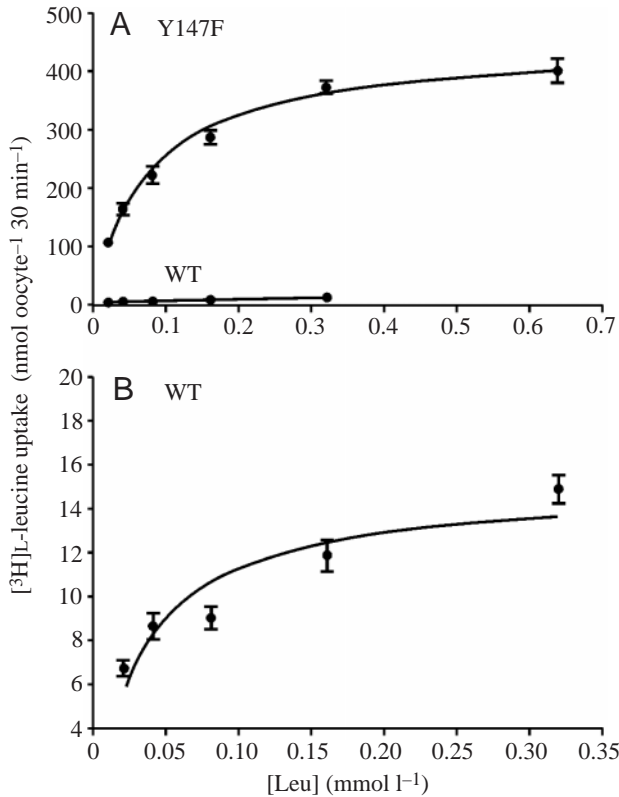 A Y147F
500
400
300
200
100
0
WT
0 0.1 0.2 0.3 0.4 0.5 0.6 0.7
[³H]L-leucine uptake (nmol oocyte⁻¹ 30 min⁻¹)
B WT
20
18
16
14
12
10
8
6
4
0 0.05 0.10 0.15 0.20 0.25 0.30 0.35
[Leu] (mmol l⁻¹)